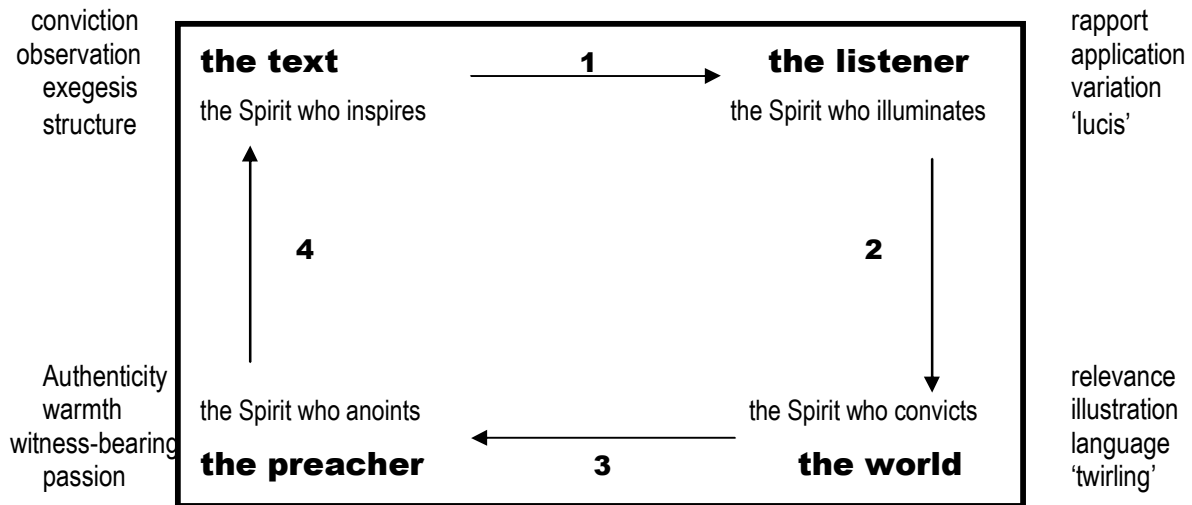 conviction
observation
exegesis
structure
the text
1
the listener
the Spirit who inspires
the Spirit who illuminates
rapport
application
variation
‘lucis’
4
2
Authenticity
warmth
witness-bearing
passion
the Spirit who anoints
the Spirit who convicts
the preacher
3
the world
relevance
illustration
language
‘twirling’